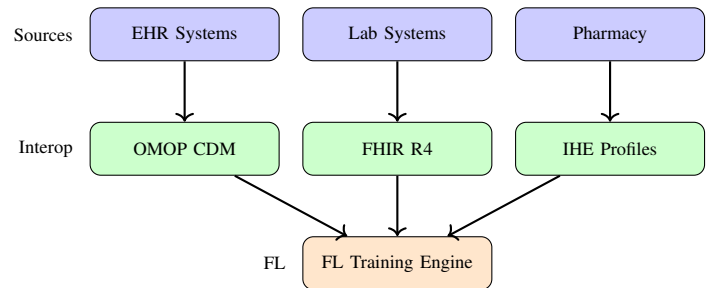 Sources
EHR Systems
Lab Systems
Pharmacy
Interop
OMOP CDM
FHIR R4
IHE Profiles
FL
FL Training Engine